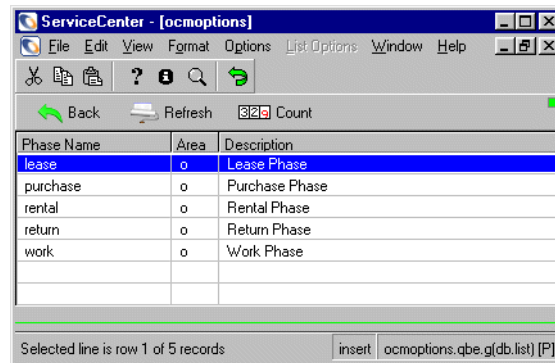 ServiceCenter - [ocmoptions]
File Edit View Format Options List Options Window Help
? 
Back Refresh 329 Count
Phase Name Area Description
lease o Lease Phase
purchase o Purchase Phase
rental o Rental Phase
return o Return Phase
work o Work Phase
Selected line is row 1 of 5 records insert ocmoptions.qbe.g(db.list) [P]